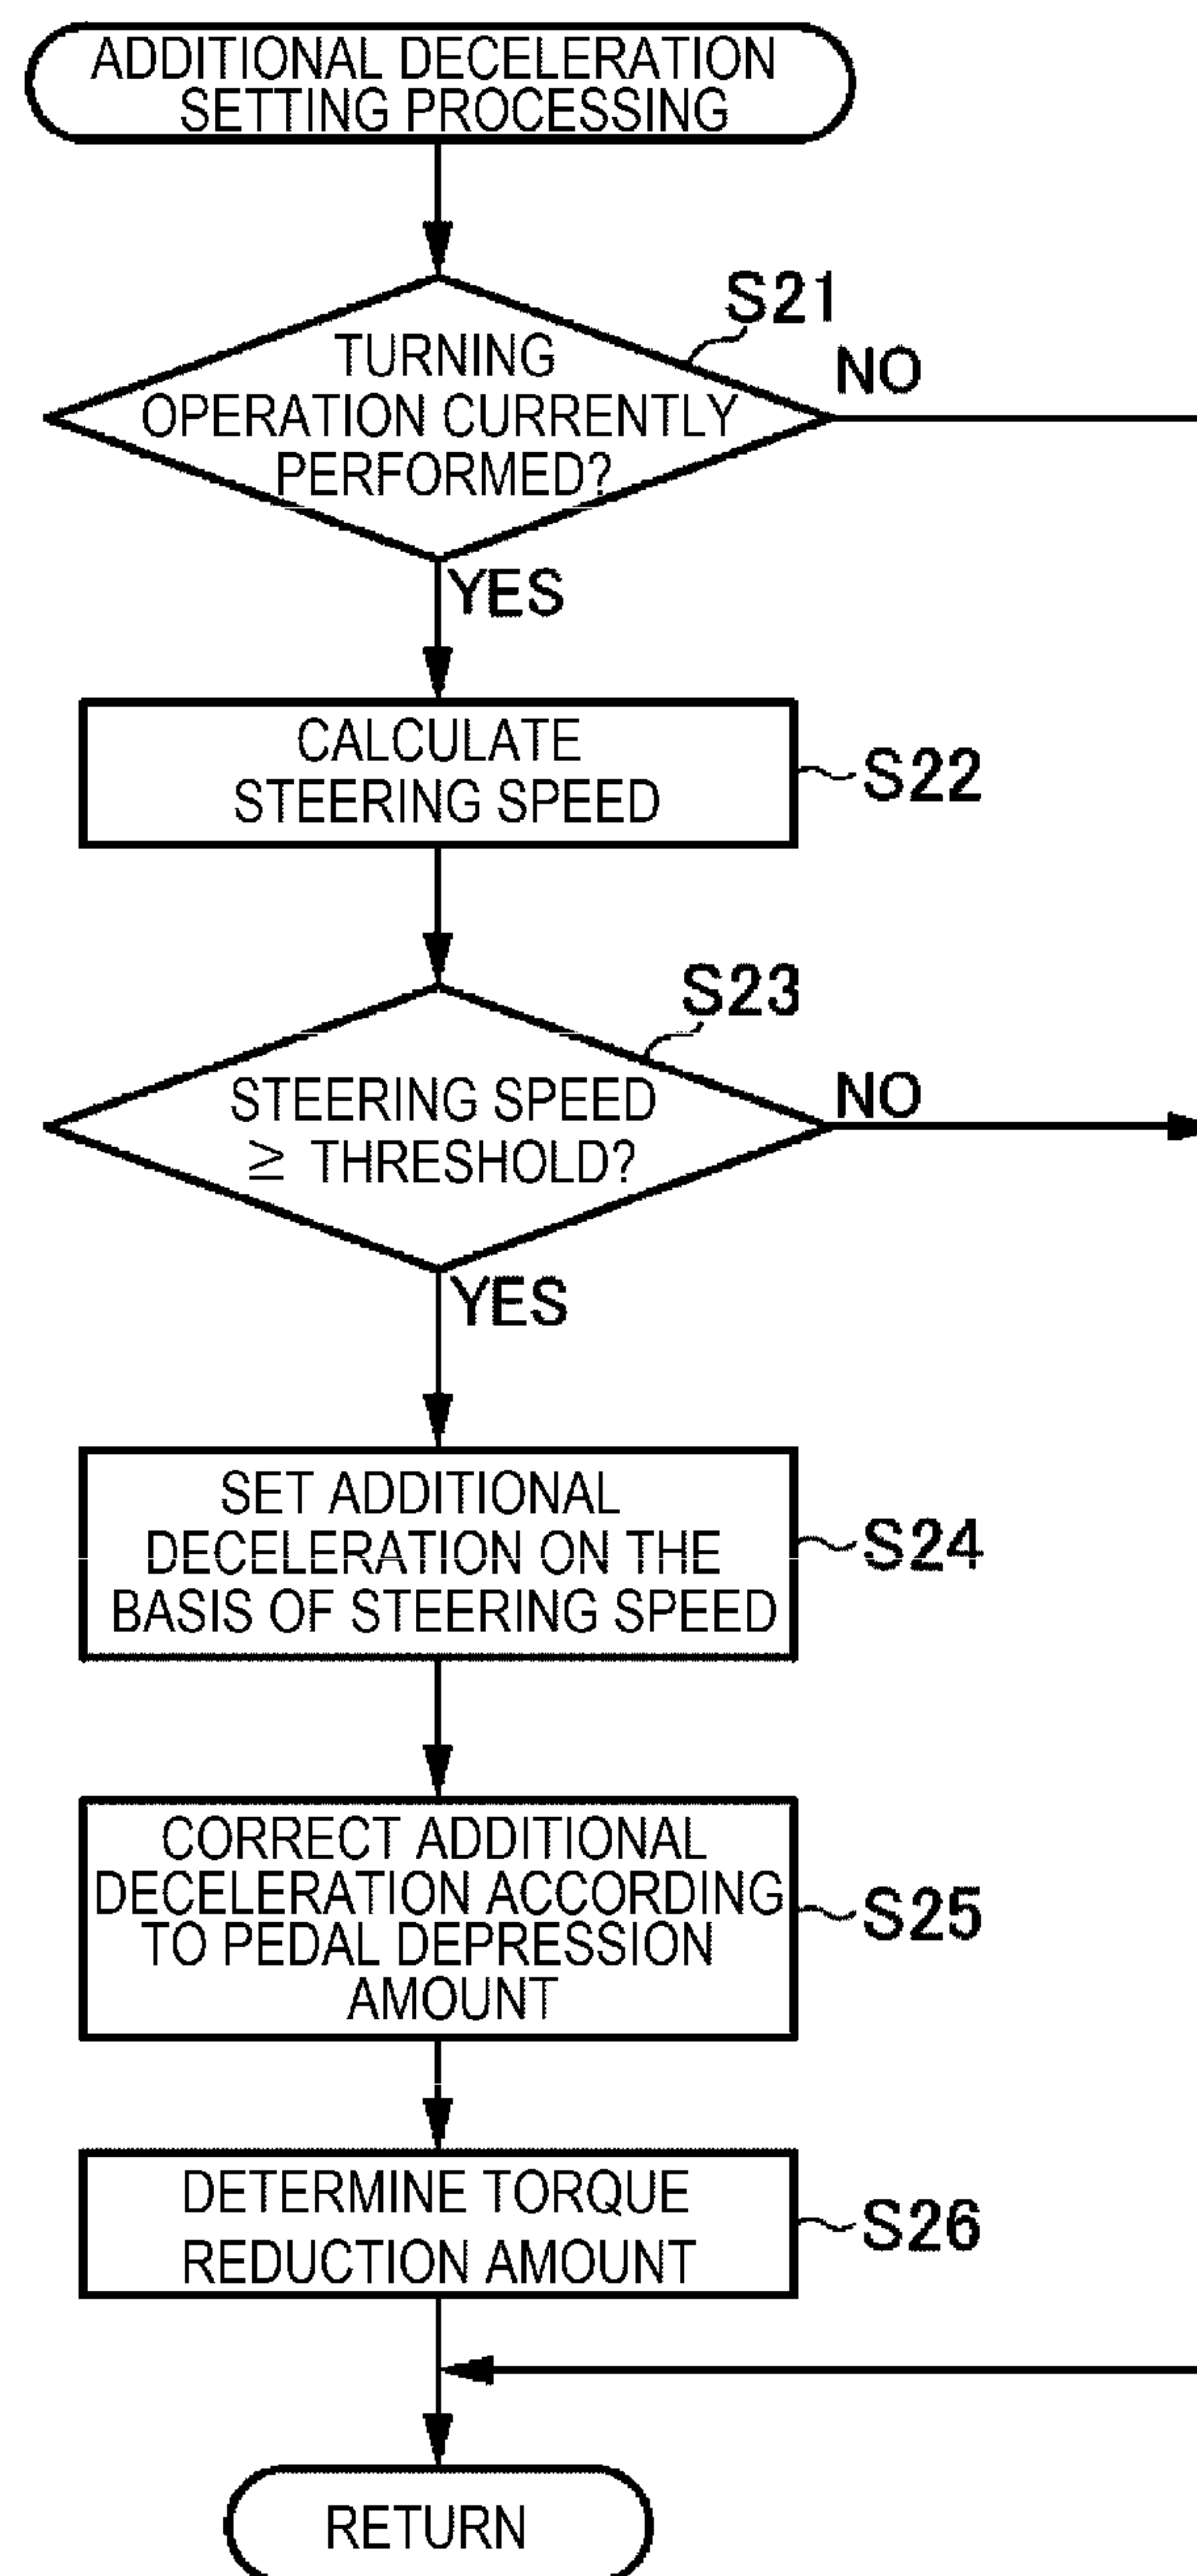 ADDITIONAL DECELERATION
SETTING PROCESSING
S21
TURNING
OPERATION CURRENTLY
PERFORMED?
NO
YES
CALCULATE
STEERING SPEED
S22
S23
STEERING SPEED
≥ THRESHOLD?
NO
YES
SET ADDITIONAL
DECELERATION ON THE
BASIS OF STEERING SPEED
S24
CORRECT ADDITIONAL
DECELERATION ACCORDING
TO PEDAL DEPRESSION
AMOUNT
S25
DETERMINE TORQUE
REDUCTION AMOUNT
S26
RETURN